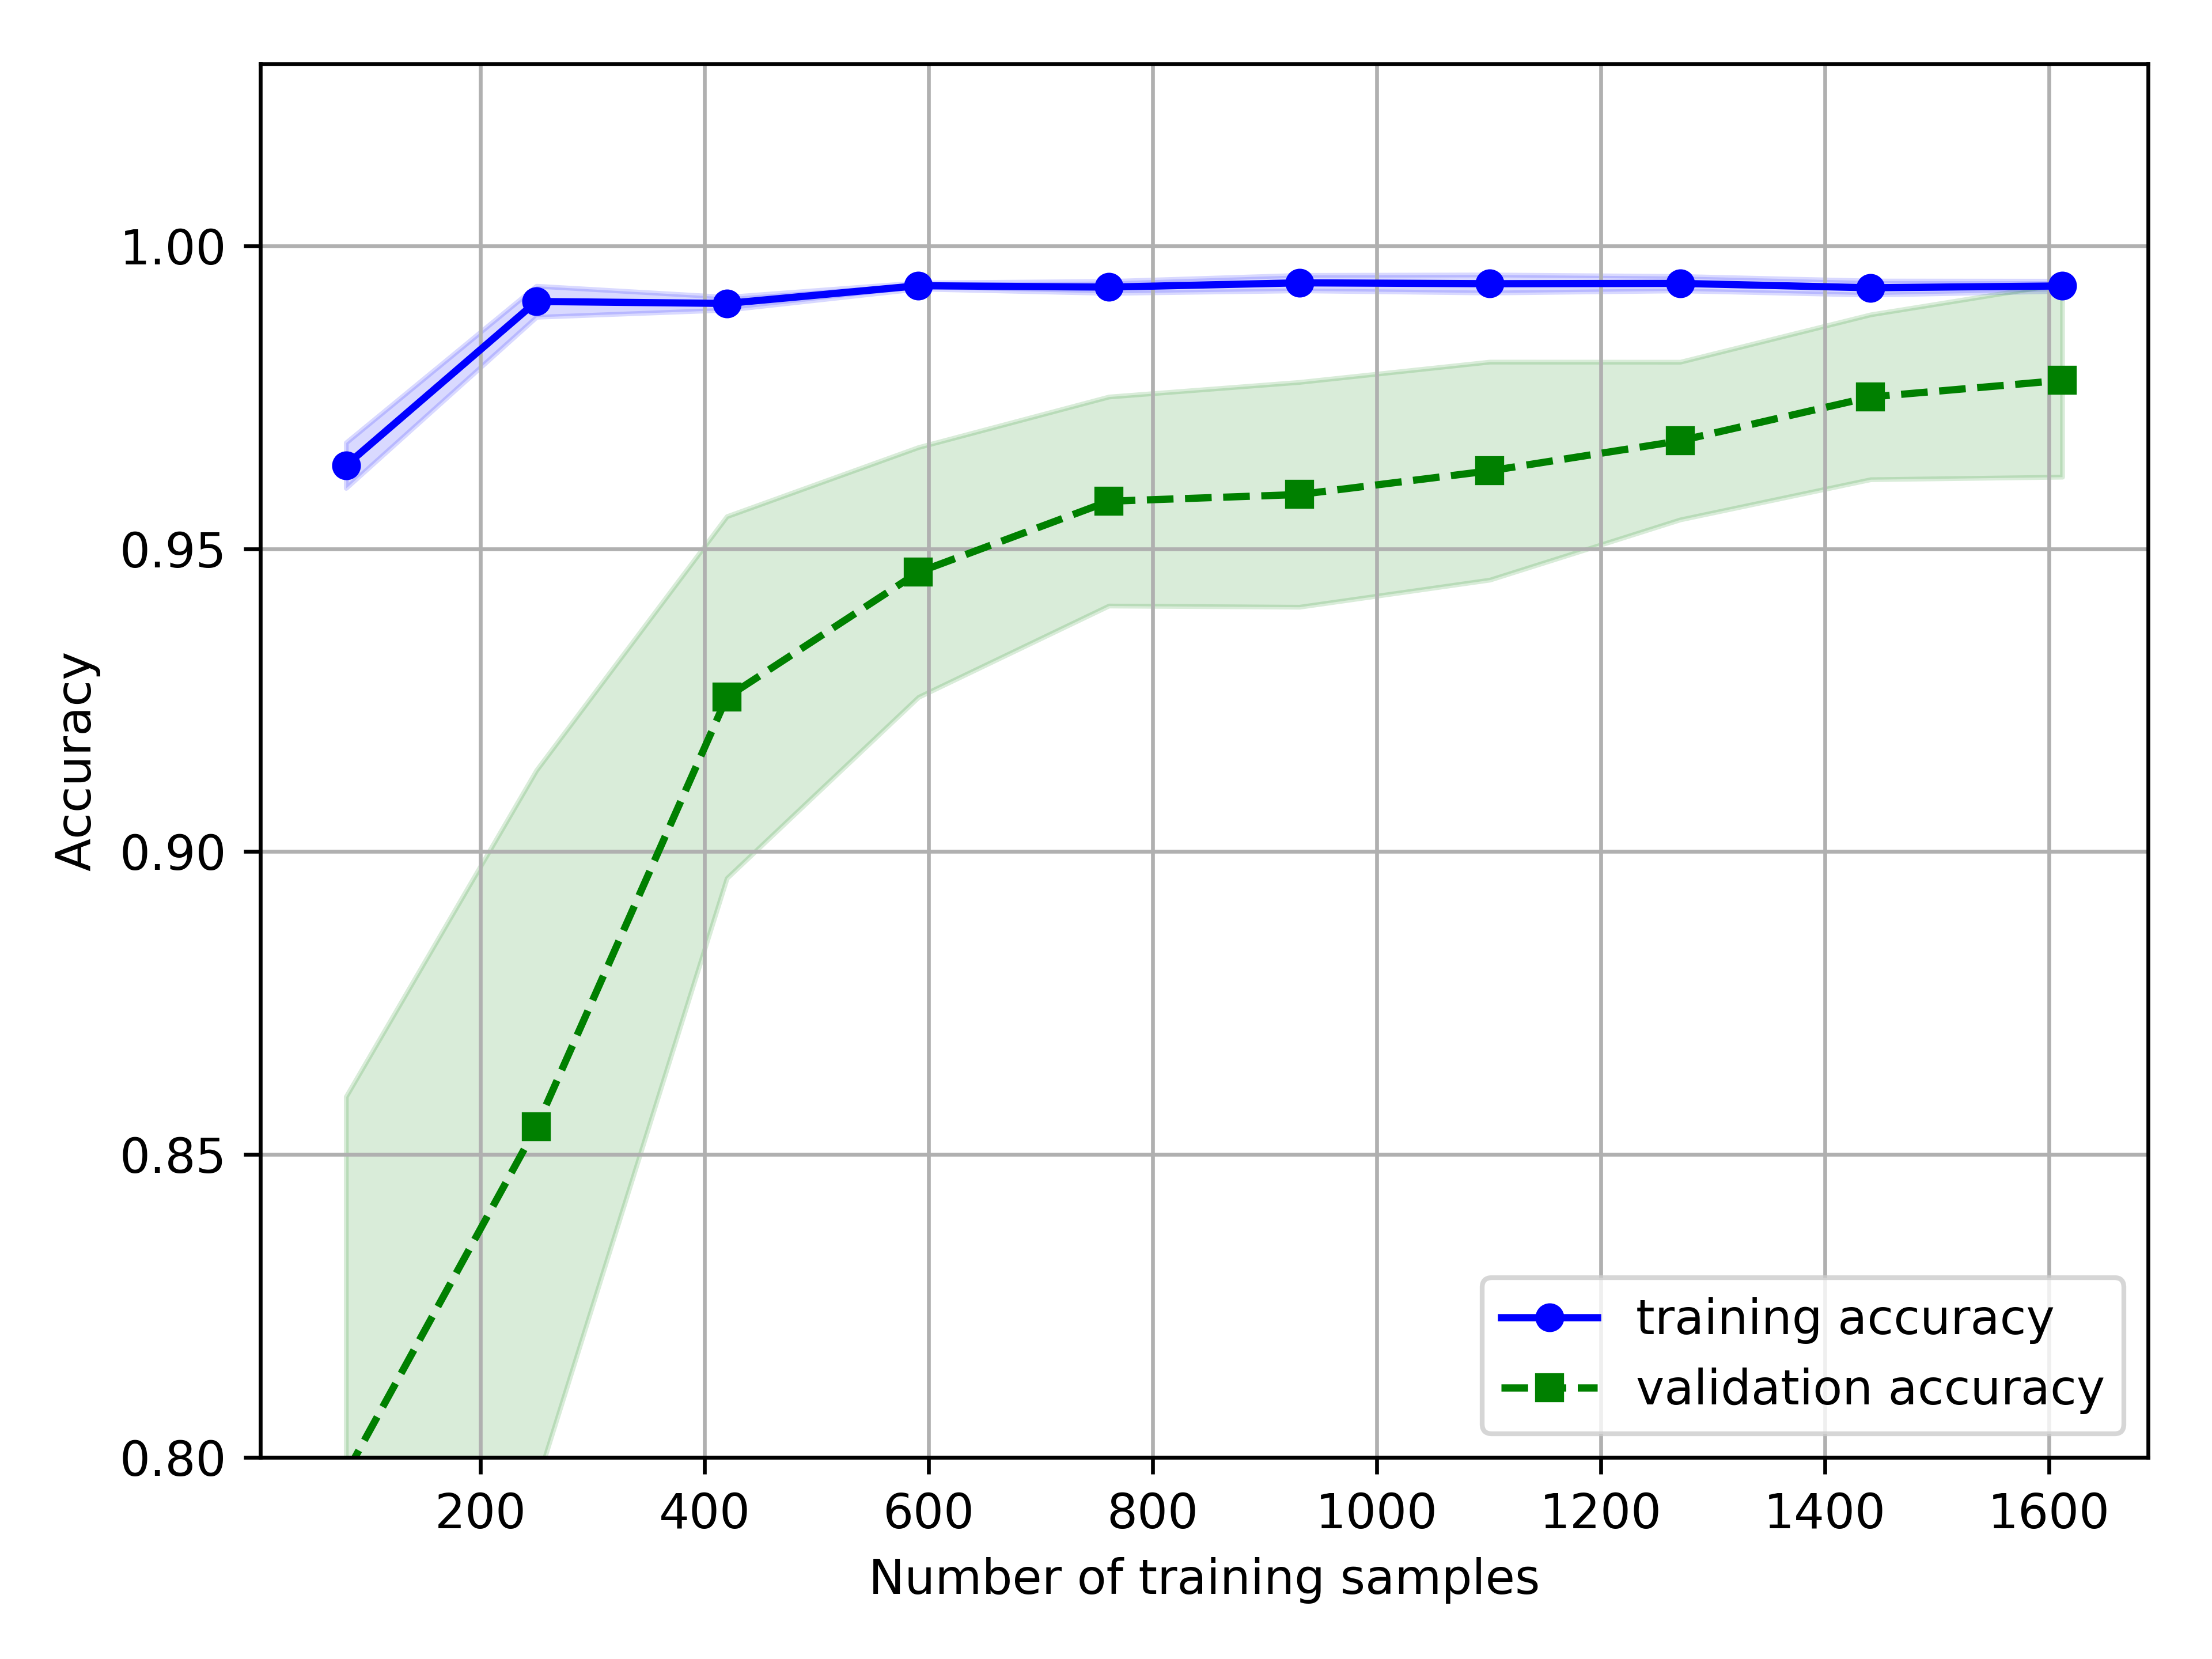 1.00
0.95
0.90
0.85
0.80
Accuracy
training accuracy
validation accuracy
200 400 600 800 1000 1200 1400 1600
Number of training samples